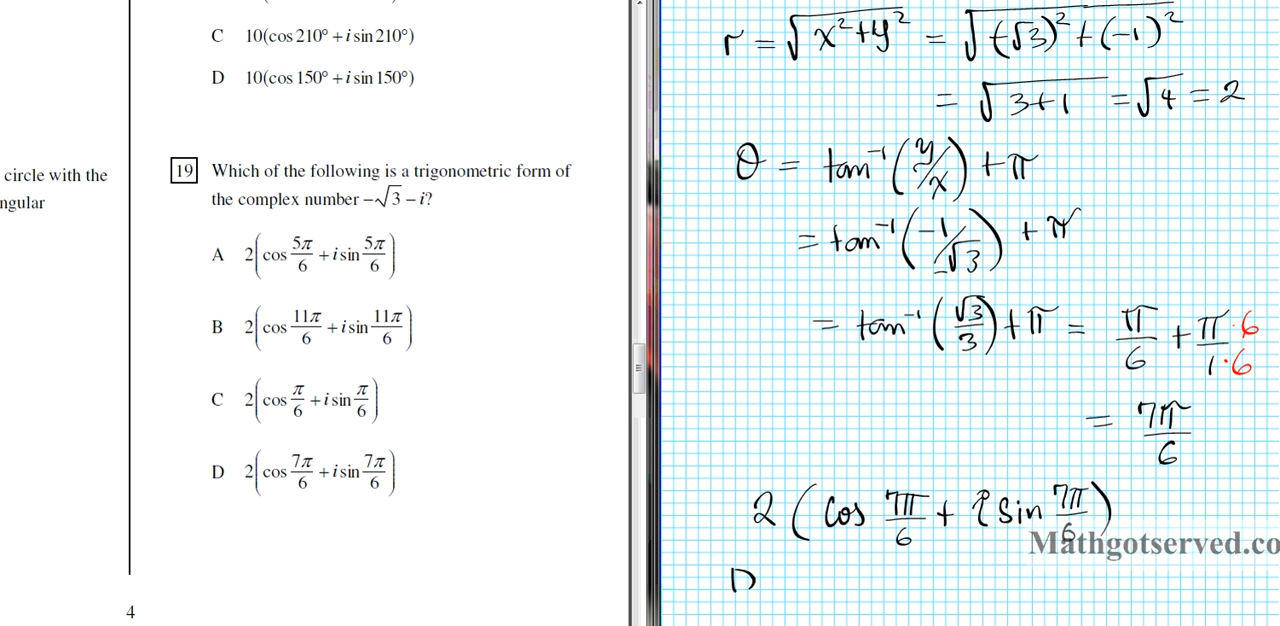 C 10(cos 210° + i sin 210°)
D 10(cos 150° + i sin 150°)
circle with the
ngular
19 Which of the following is a trigonometric form of
the complex number −√3 − i?
A 2(cos 5π/6 + i sin 5π/6)
B 2(cos 11π/6 + i sin 11π/6)
C 2(cos π/6 + i sin π/6)
D 2(cos 7π/6 + i sin 7π/6)
4
r = √(x² + y²) = √((-√3)² + (-1)²)
= √(3+1) = √4 = 2
θ = tan⁻¹(y/x) + π
= tan⁻¹(-1/-√3) + π
= tan⁻¹(√3/3) + π = π/6 + π·6/1·6
= 7π/6
2(cos 7π/6 + i sin 7π/6)
Mathgotserved.co
D